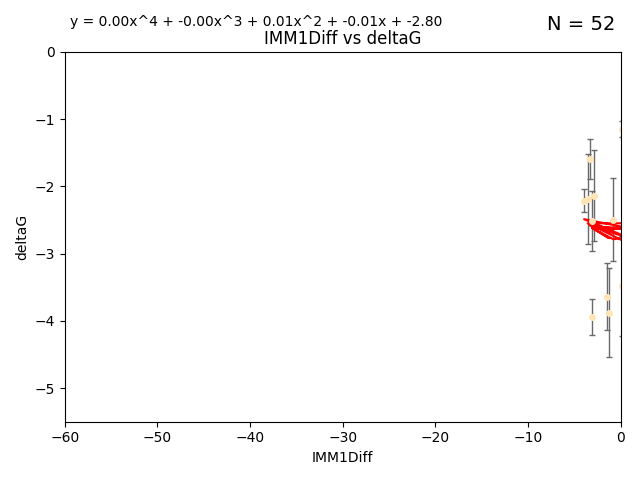 y = 0.00x^4 + -0.00x^3 + 0.01x^2 + -0.01x + -2.80
N = 52
IMM1Diff vs deltaG
0
−1
−2
−3
−4
−5
deltaG
−60 −50 −40 −30 −20 −10 0
IMM1Diff